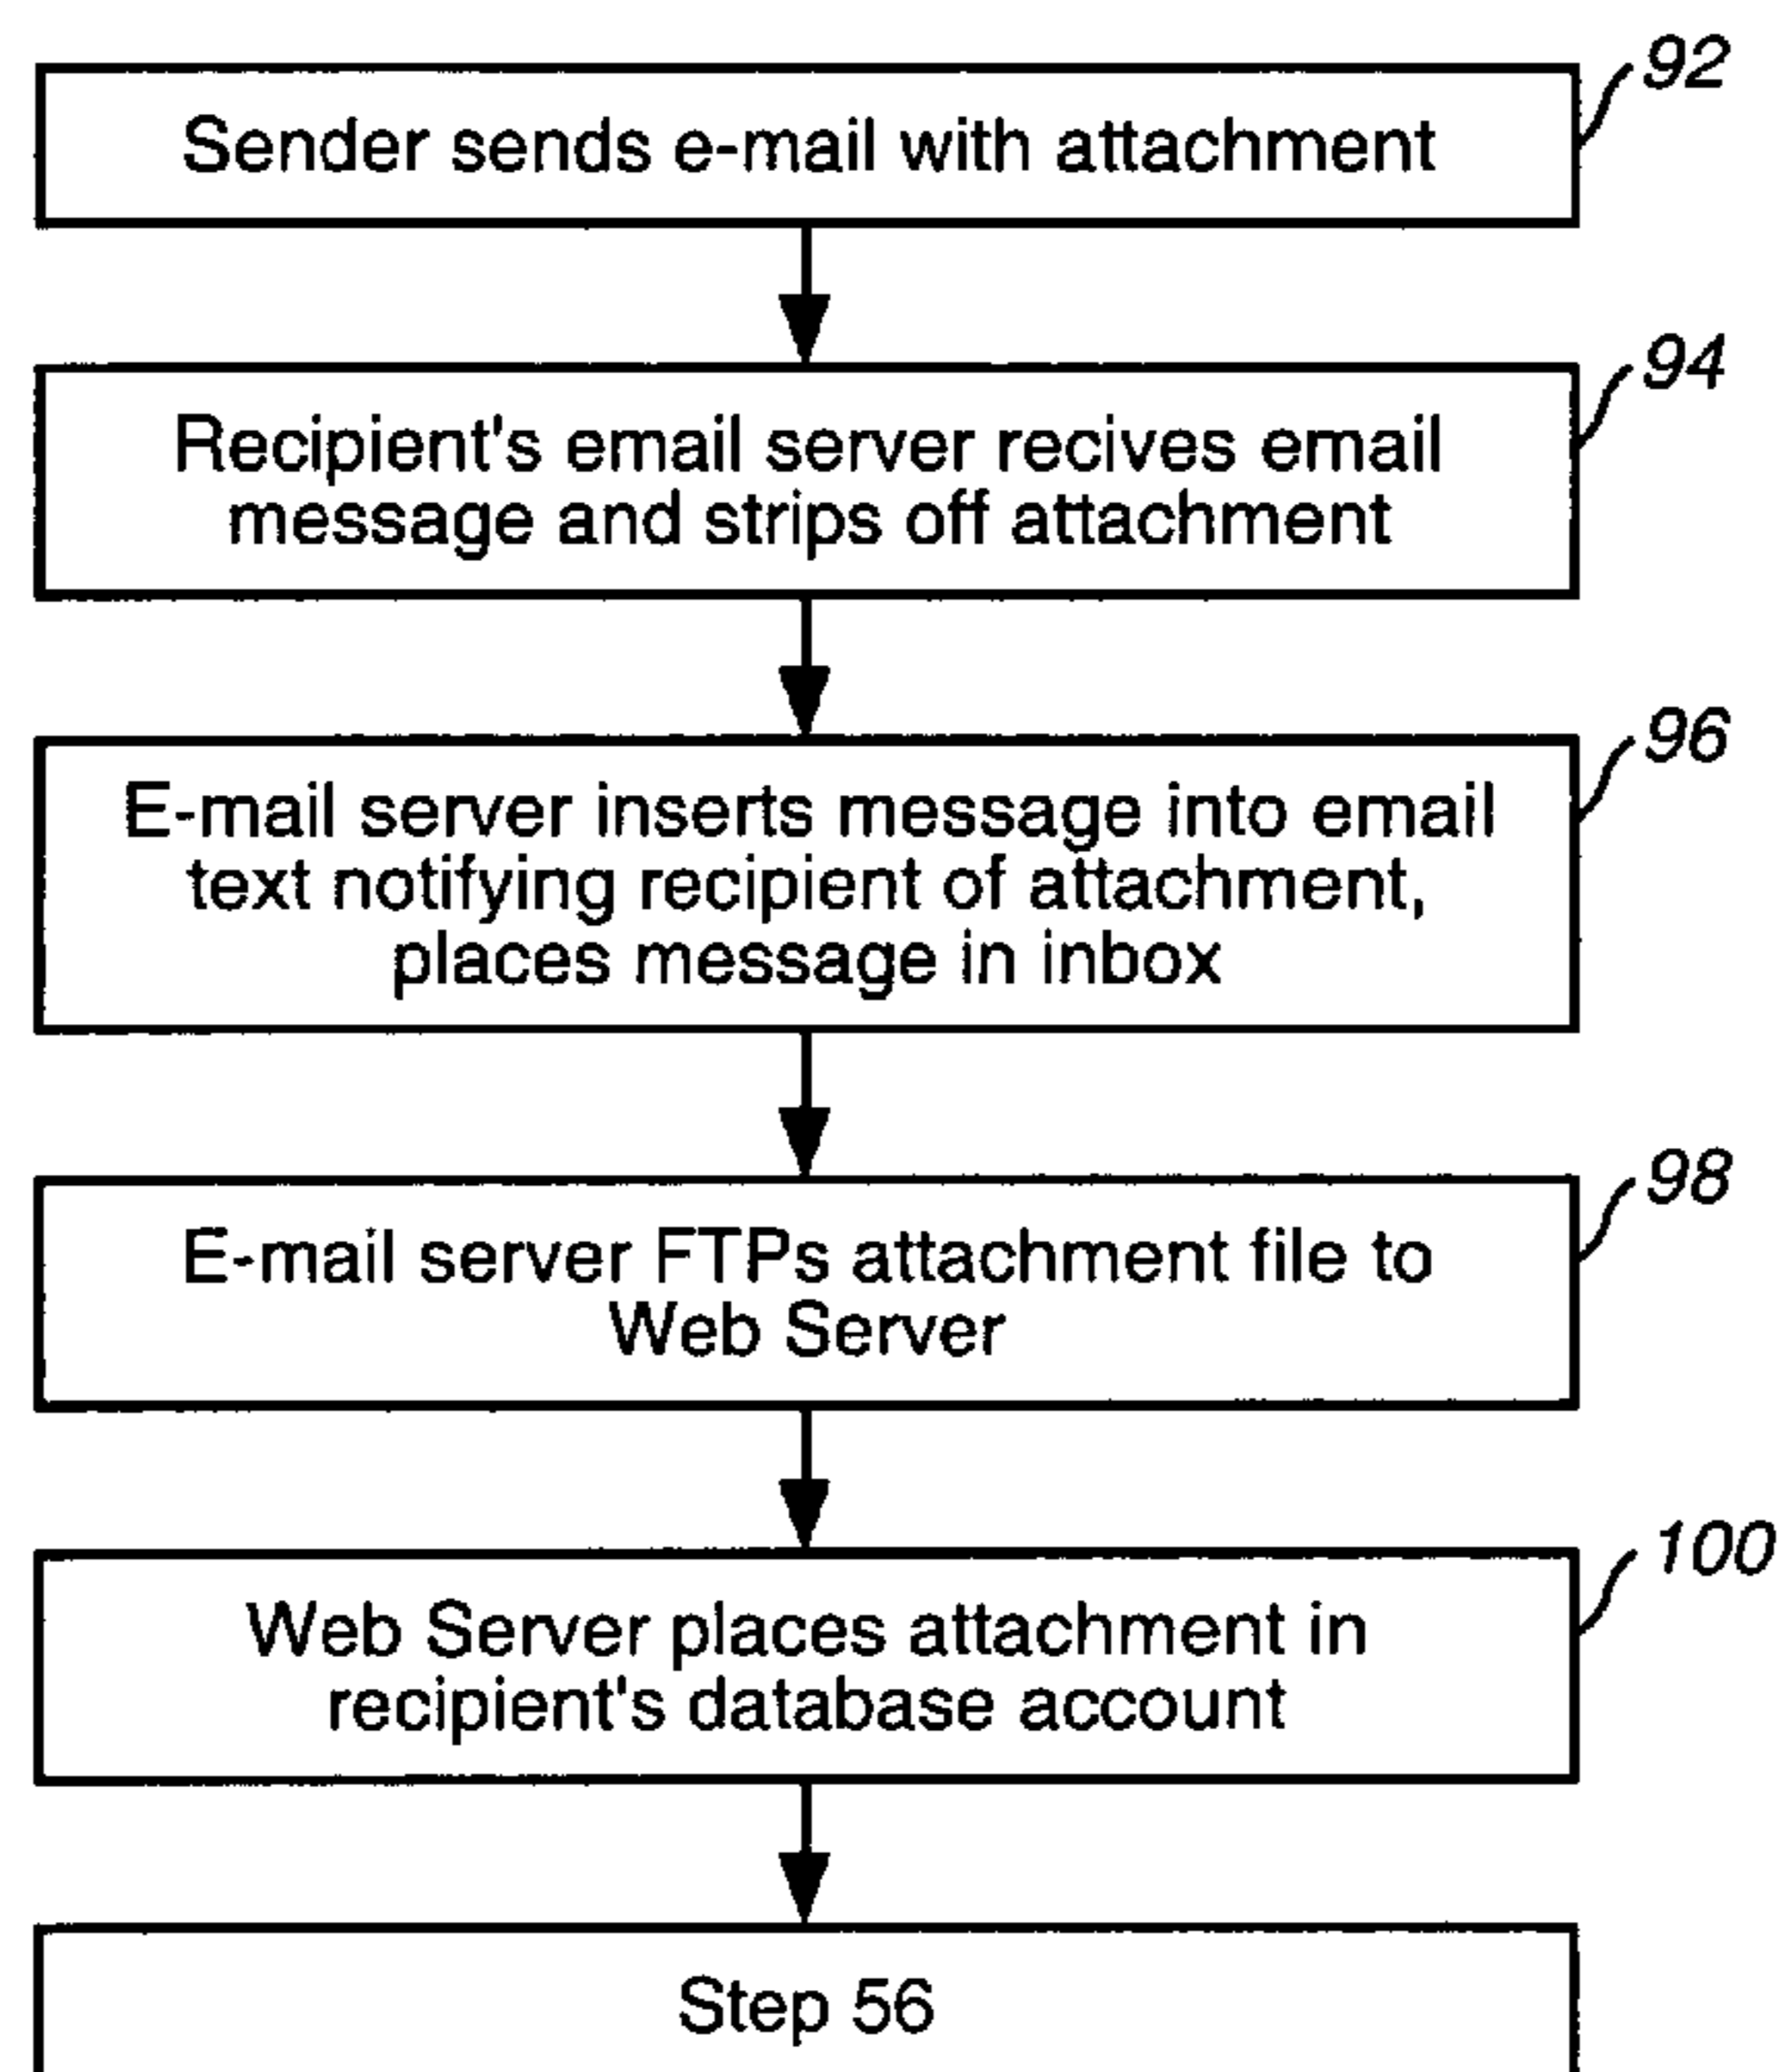 92
Sender sends e-mail with attachment
94
Recipient's email server recives email
message and strips off attachment
96
E-mail server inserts message into email
text notifying recipient of attachment,
places message in inbox
98
E-mail server FTPs attachment file to
Web Server
100
Web Server places attachment in
recipient's database account
Step 56